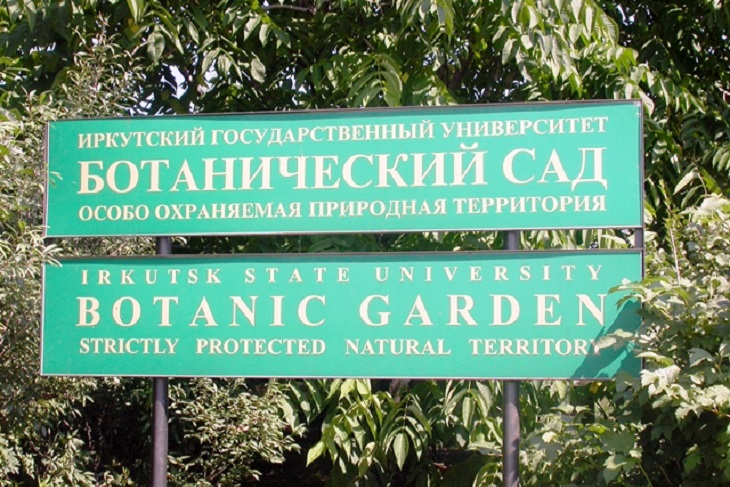 ИРКУТСКИЙ ГОСУДАРСТВЕННЫЙ УНИВЕРСИТЕТ
БОТАНИЧЕСКИЙ САД
ОСОБО ОХРАНЯЕМАЯ ПРИРОДНАЯ ТЕРРИТОРИЯ
IRKUTSK STATE UNIVERSITY
BOTANIC GARDEN
STRICTLY PROTECTED NATURAL TERRITORY